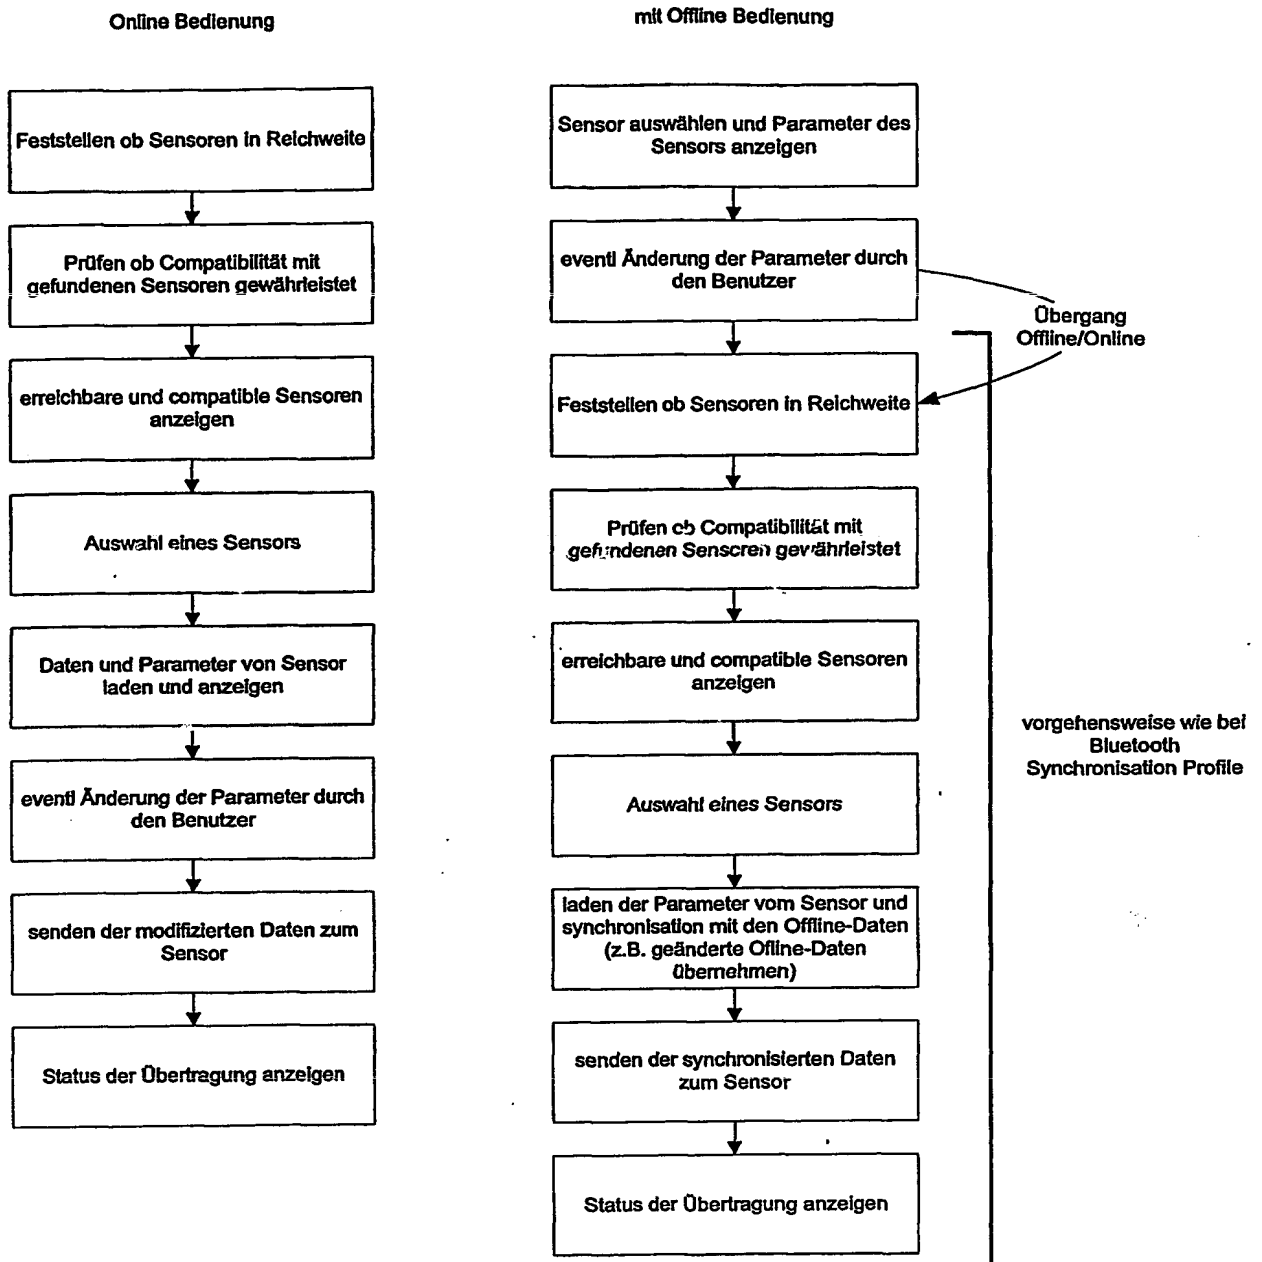 Online Bedienung
Feststellen ob Sensoren in Reichweite
Prüfen ob Compatibilität mit
gefundenen Sensoren gewährleistet
erreichbare und compatible Sensoren
anzeigen
Auswahl eines Sensors
Daten und Parameter von Sensor
laden und anzeigen
eventl Änderung der Parameter durch
den Benutzer
senden der modifizierten Daten zum
Sensor
Status der Übertragung anzeigen
mit Offline Bedienung
Sensor auswählen und Parameter des
Sensors anzeigen
eventl Änderung der Parameter durch
den Benutzer
Übergang
Offline/Online
Feststellen ob Sensoren in Reichweite
Prüfen ob Compatibilität mit
gefundenen Sensoren gewährleistet
erreichbare und compatible Sensoren
anzeigen
Auswahl eines Sensors
laden der Parameter vom Sensor und
synchronisation mit den Offline-Daten
(z.B. geänderte Ofline-Daten
übernehmen)
senden der synchronisierten Daten
zum Sensor
Status der Übertragung anzeigen
vorgehensweise wie bei
Bluetooth
Synchronisation Profile